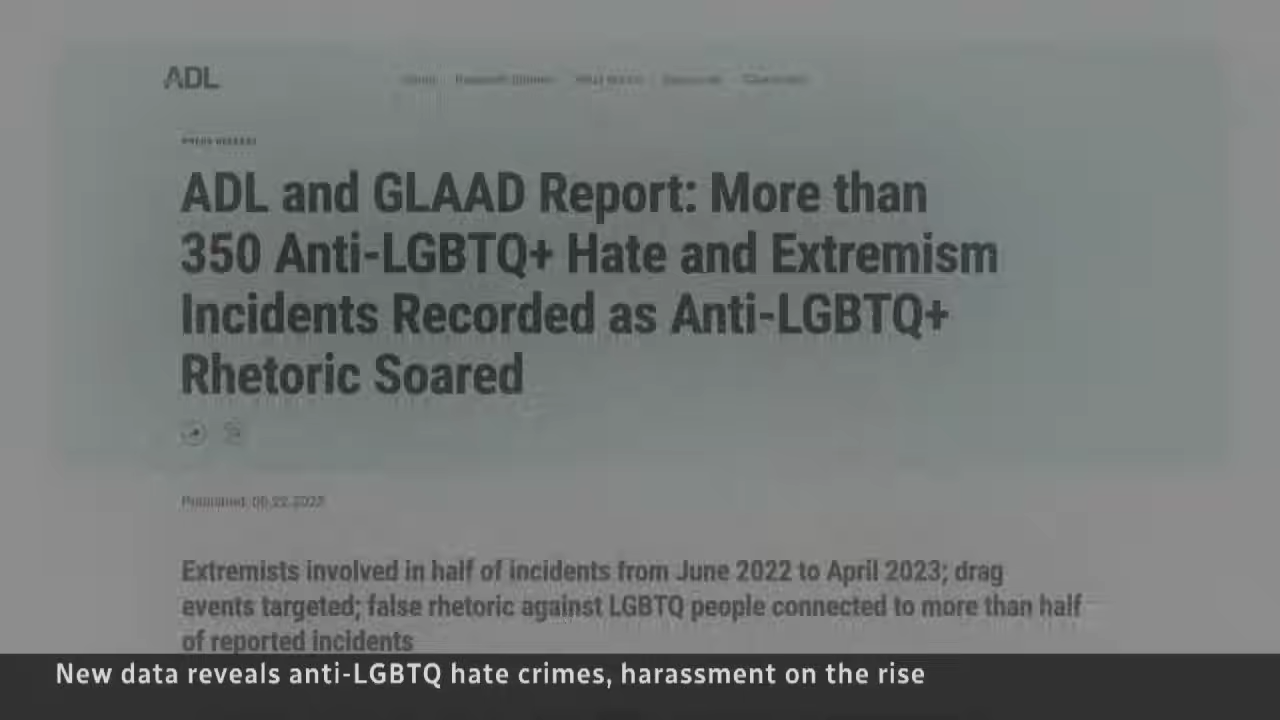 ADL
PRESS RELEASE
ADL and GLAAD Report: More than
350 Anti-LGBTQ+ Hate and Extremism
Incidents Recorded as Anti-LGBTQ+
Rhetoric Soared
Published:
Extremists involved in half of incidents from June 2022 to April 2023; drag
events targeted; false rhetoric against LGBTQ people connected to more than half
of reported incidents
New data reveals anti-LGBTQ hate crimes, harassment on the rise